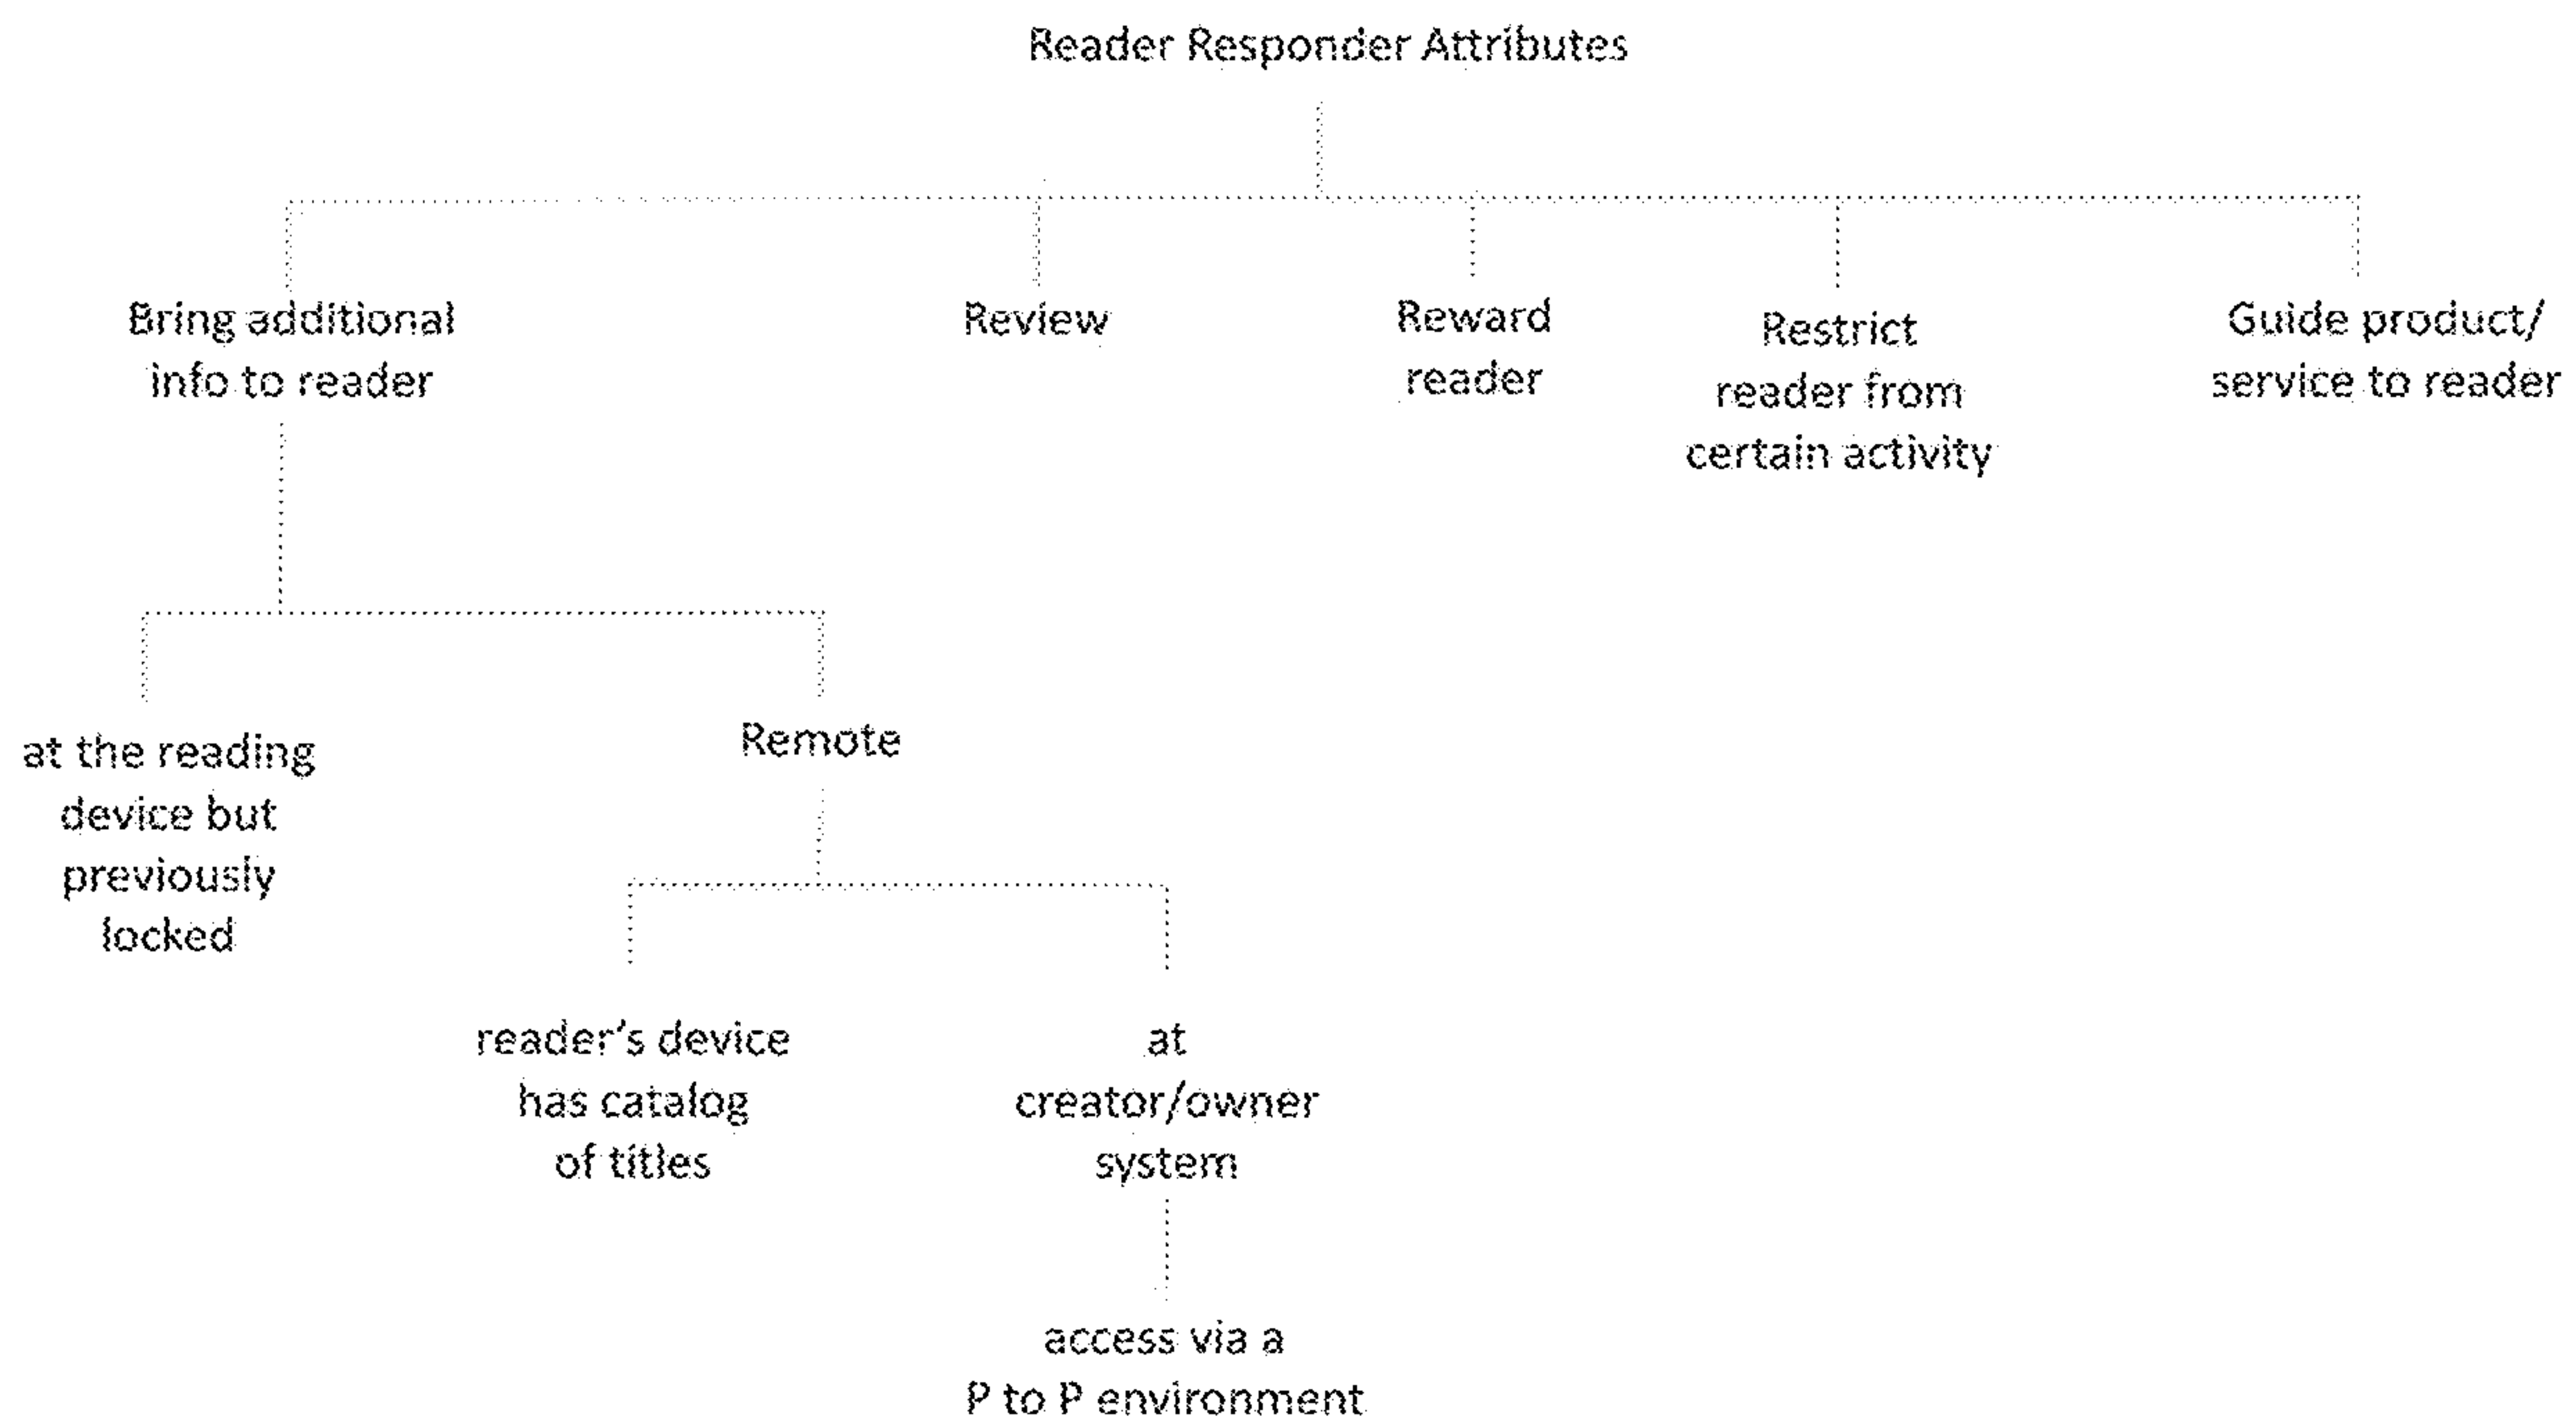 Reader Responder Attributes
Bring additional
info to reader
Review
Reward
reader
Restrict
reader from
certain activity
Guide product/
service to reader
at the reading
device but
previously
locked
Remote
reader's device
has catalog
of titles
at
creator/owner
system
access via a
P to P environment